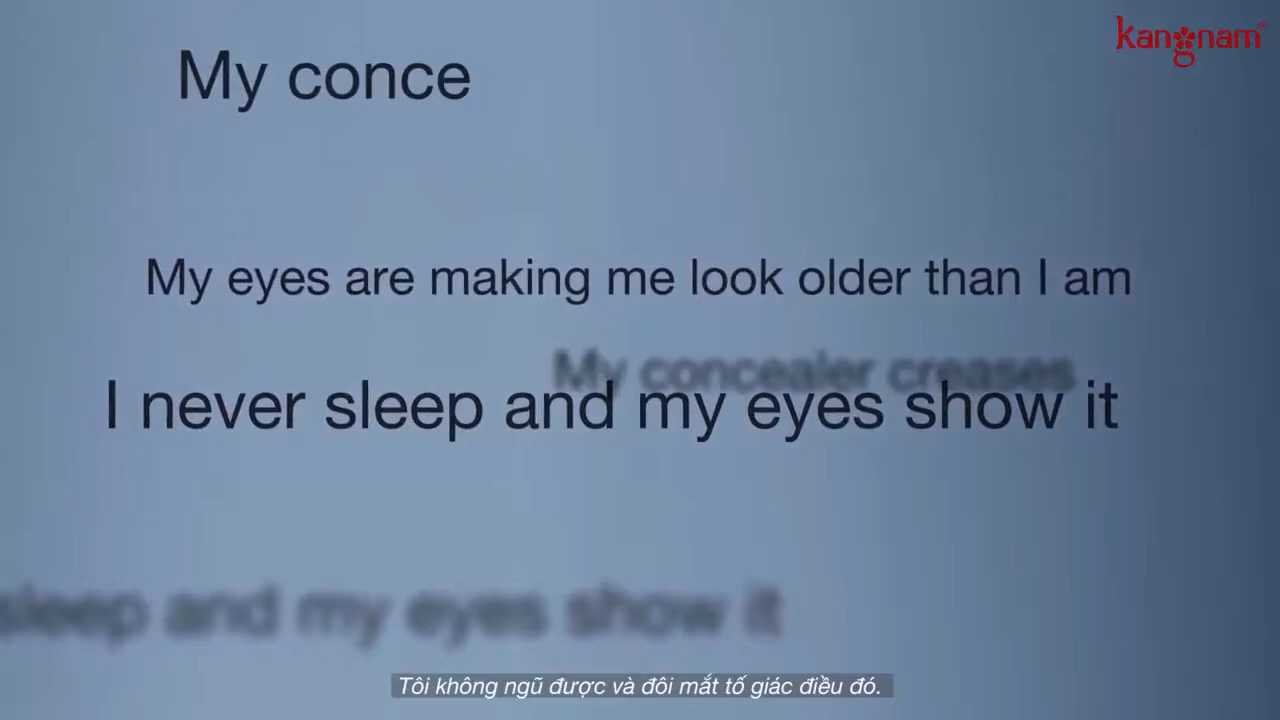 kangnam
My conce
My eyes are making me look older than I am
My concealer creases
I never sleep and my eyes show it
sleep and my eyes show it
Tôi không ngũ được và đôi mắt tố giác điều đó.